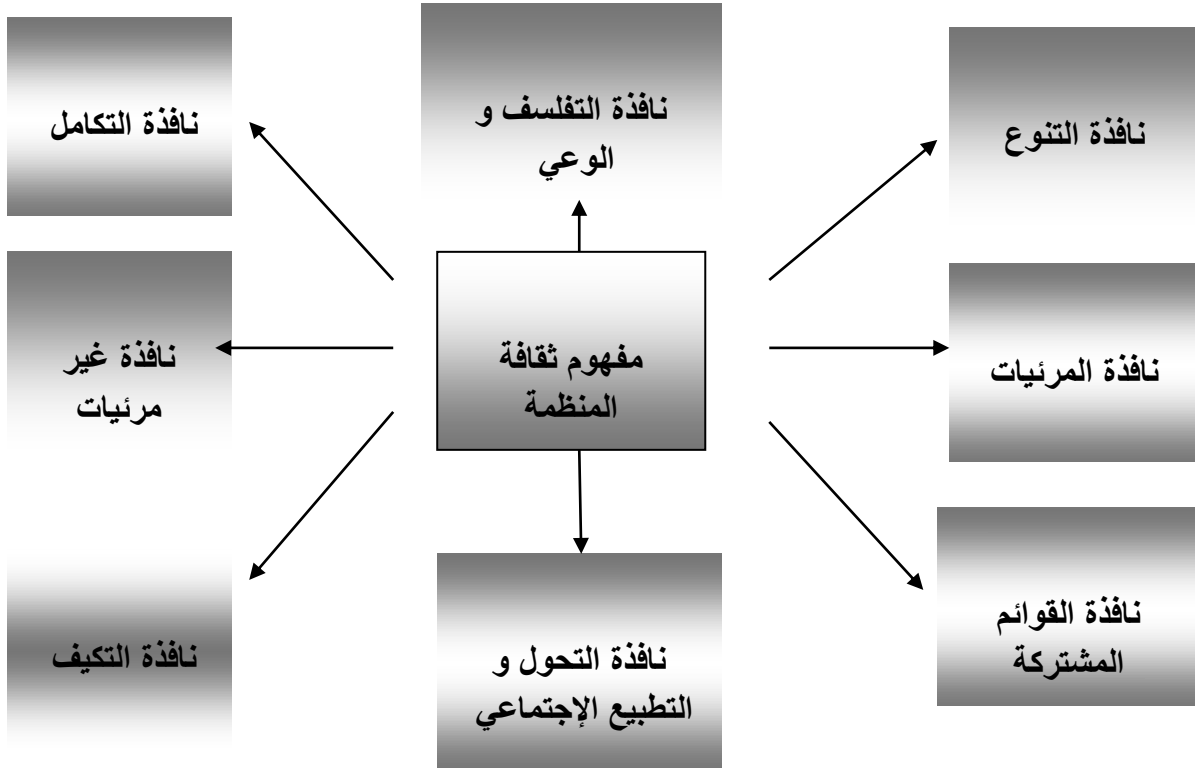 نافذة التنوع
نافذة التفلسف و
الوعي
نافذة التكامل
نافذة المرئيات
مفهوم ثقافة
المنظمة
نافذة غير
مرئيات
نافذة القوائم
المشتركة
نافذة التحول و
التطبيع الإجتماعي
نافذة التكيف